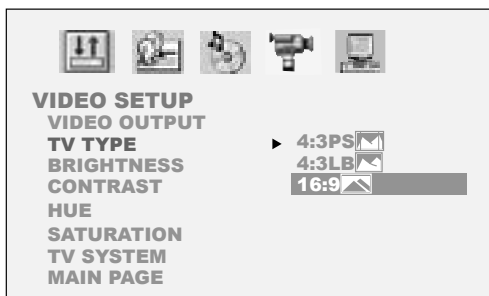 VIDEO SETUP
VIDEO OUTPUT
TV TYPE
4:3PS
BRIGHTNESS
4:3LB
CONTRAST
16:9
HUE
SATURATION
TV SYSTEM
MAIN PAGE